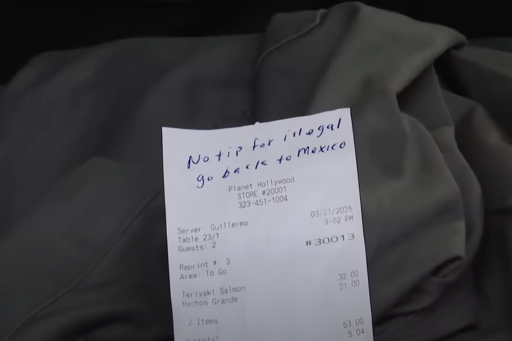 No tip for illegal
go back to Mexico
Planet Hollywood
STORE #20001
323-451-1004
Server: Guillermo
03/21/2025
Table 23/1
3:02 PM
Guests: 2
#30013
Reprint #: 3
Area: To Go
Teriyaki Salmon 32.00
Nachos Grande 21.00
2 Items
53.00
5.04